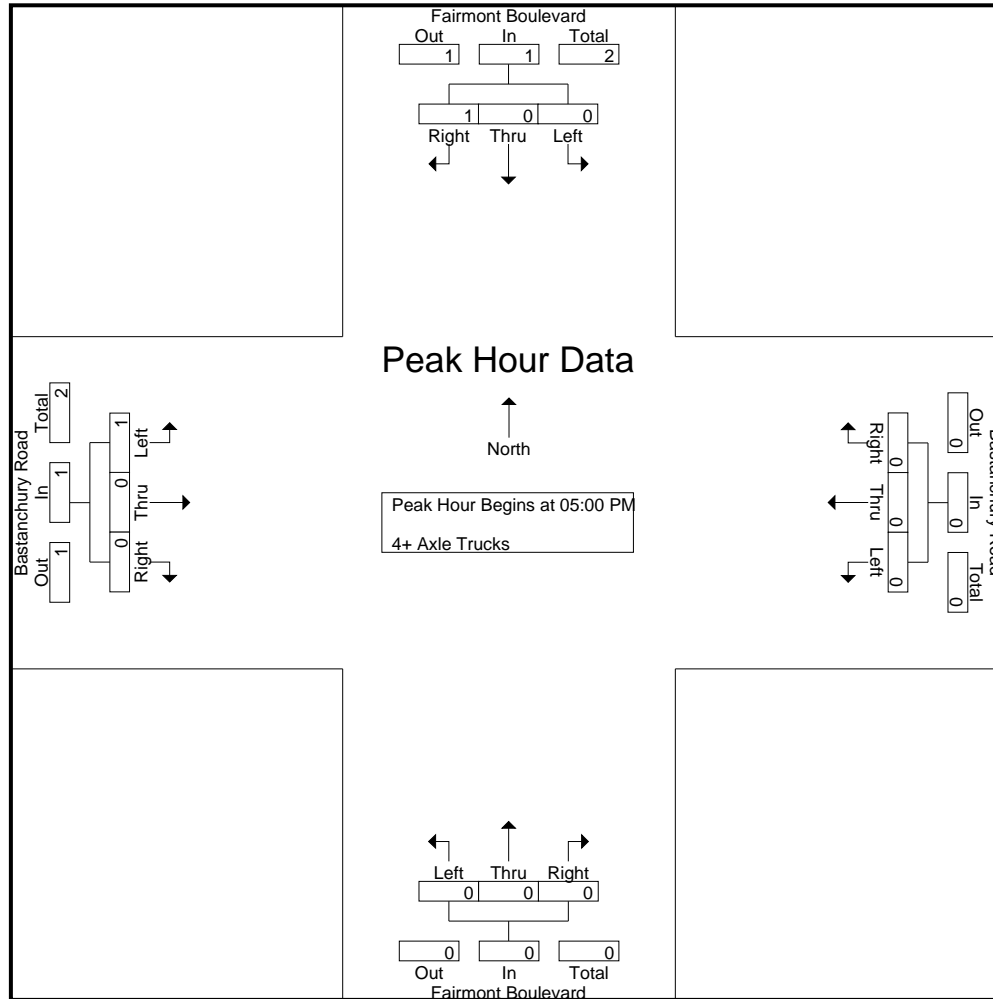 Fairmont Boulevard
Out In Total
1 1 2
1 0 0
Right Thru Left
Peak Hour Data
North
Peak Hour Begins at 05:00 PM
4+ Axle Trucks
Bastanchury Road
Total In Out
2 1 1
1 0 0
Left Thru Right
Right Thru Left
0 0 0
Out In Total
0 0 0
Road
Left Thru Right
0 0 0
0 0 0
Out In Total
Fairmont Boulevard